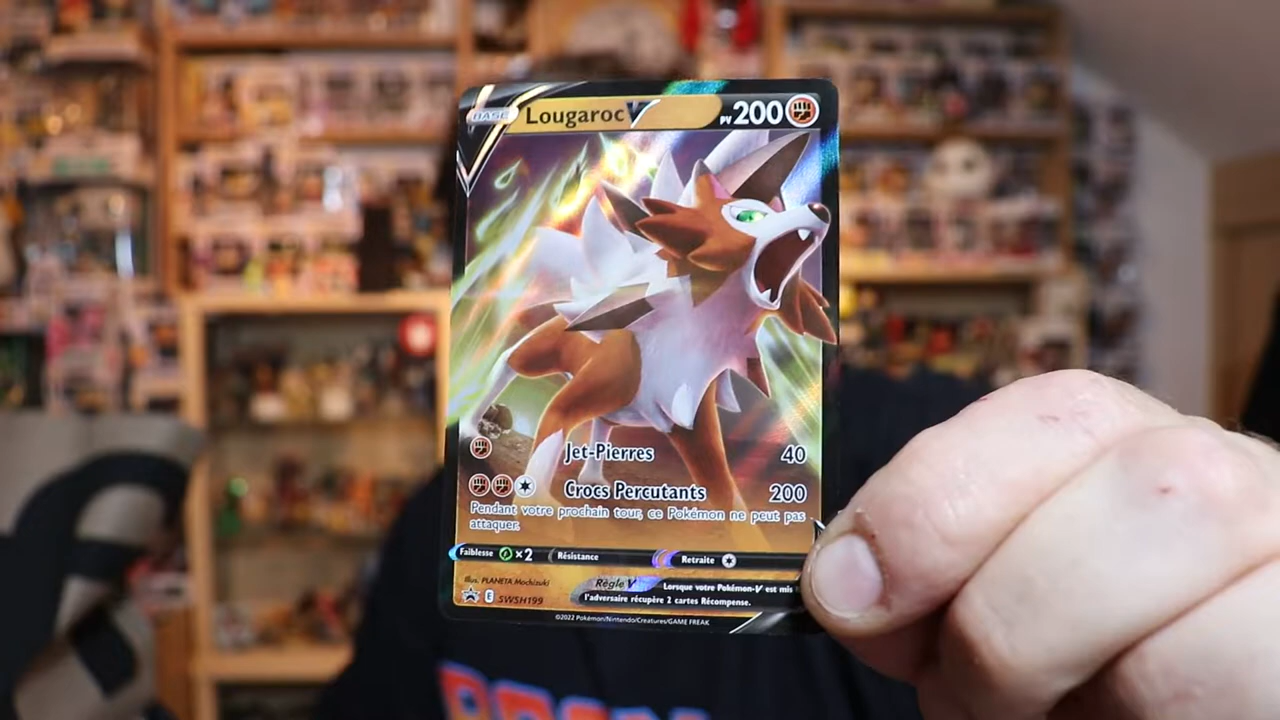 BASE Lougaroc V PV 200
Jet-Pierres 40
Crocs Percutants 200
Pendant votre prochain tour, ce Pokémon ne peut pas
attaquer.
Faiblesse ×2 Résistance Retraite
Illus. PLANETA Mochizuki
Règle V Lorsque votre Pokémon-V est mis
E SWSH199 l'adversaire récupère 2 cartes Récompense.
©2022 Pokémon/Nintendo/Creatures/GAME FREAK